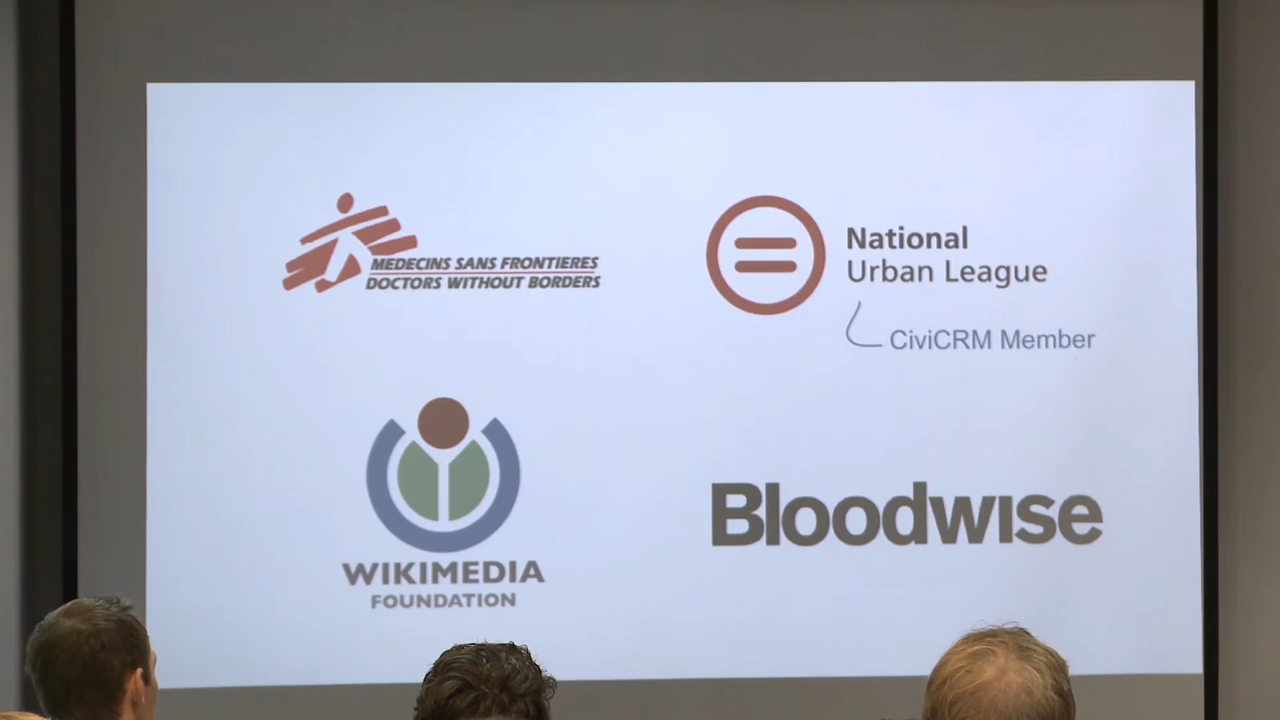 MEDECINS SANS FRONTIERES
DOCTORS WITHOUT BORDERS
National
Urban League
CiviCRM Member
WIKIMEDIA
FOUNDATION
Bloodwise